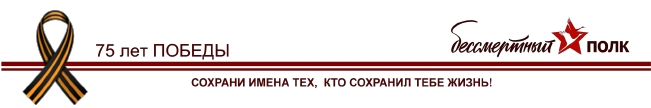 75 лет ПОБЕДЫ
бессмертный ПОЛК
СОХРАНИ ИМЕНА ТЕХ, КТО СОХРАНИЛ ТЕБЕ ЖИЗНЬ!